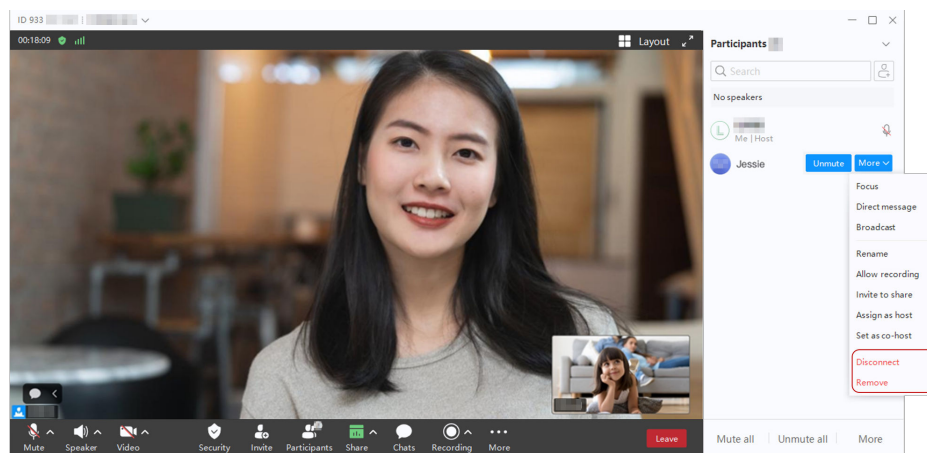 ID 933
00:18:09
Layout
Participants
Search
No speakers
L
Me | Host
Jessie
Unmute
More
Focus
Direct message
Broadcast
Rename
Allow recording
Invite to share
Assign as host
Set as co-host
Disconnect
Remove
Mute
Speaker
Video
Security
Invite
Participants
Share
Chats
Recording
More
Leave
Mute all
Unmute all
More